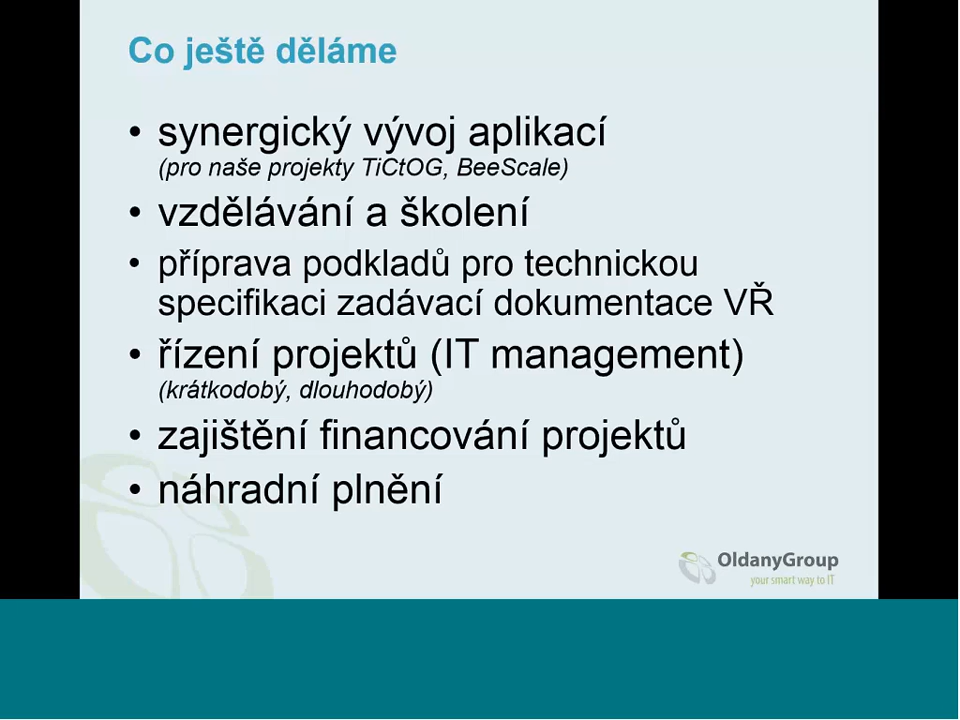 Co ještě děláme
• synergický vývoj aplikací
(pro naše projekty TiCtOG, BeeScale)
• vzdělávání a školení
• příprava podkladů pro technickou
specifikaci zadávací dokumentace VŘ
• řízení projektů (IT management)
(krátkodobý, dlouhodobý)
• zajištění financování projektů
• náhradní plnění
OldanyGroup
your smart way to IT